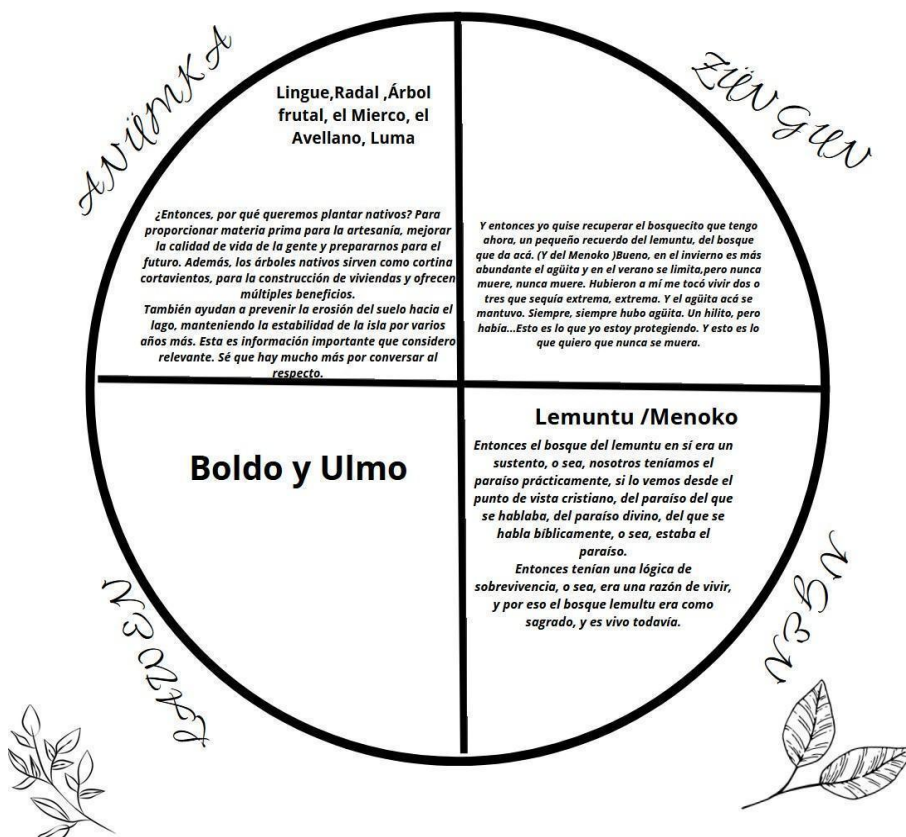 ANÜMKA
Lingue,Radal ,Árbol
frutal, el Mierco, el
Avellano, Luma
¿Entonces, por qué queremos plantar nativos? Para
proporcionar materia prima para la artesanía, mejorar
la calidad de vida de la gente y prepararnos para el
futuro. Además, los árboles nativos sirven como cortina
cortavientos, para la construcción de viviendas y ofrecen
múltiples beneficios.
También ayudan a prevenir la erosión del suelo hacia el
lago, manteniendo la estabilidad de la isla por varios
años más. Esta es información importante que considero
relevante. Sé que hay mucho más por conversar al
respecto.
ZÜNGUN
Y entonces yo quise recuperar el bosquecito que tengo
ahora, un pequeño recuerdo del lemuntu, del bosque
que da acá. (Y del Menoko )Bueno, en el invierno es más
abundante el agüita y en el verano se limita,pero nunca
muere, nunca muere. Hubieron a mí me tocó vivir dos o
tres que sequía extrema, extrema. Y el agüita acá se
mantuvo. Siempre, siempre hubo agüita. Un hilito, pero
había...Esto es lo que yo estoy protegiendo. Y esto es lo
que quiero que nunca se muera.
LAWEN
Boldo y Ulmo
Lemuntu /Menoko
Entonces el bosque del lemuntu en sí era un
sustento, o sea, nosotros teníamos el
paraíso prácticamente, si lo vemos desde el
punto de vista cristiano, del paraíso del que
se hablaba, del paraíso divino, del que se
habla bíblicamente, o sea, estaba el
paraíso.
Entonces tenían una lógica de
sobrevivencia, o sea, era una razón de vivir,
y por eso el bosque lemultu era como
sagrado, y es vivo todavía.
NGEN